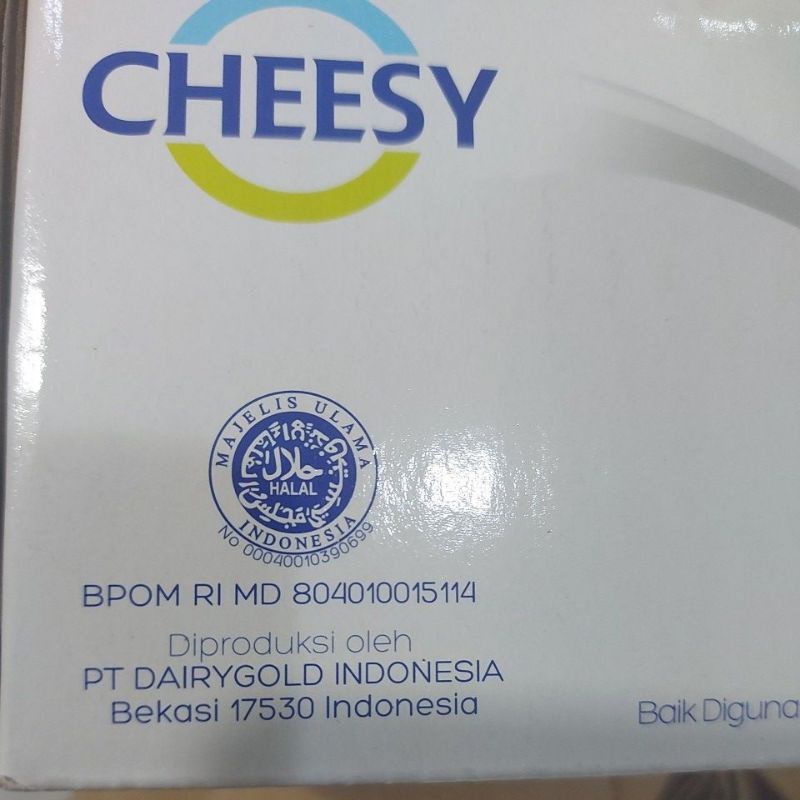 CHEESY
MAJELIS ULAMA
حلال
HALAL
INDONESIA
No 00040010390699
BPOM RI MD 804010015114
Diproduksi oleh
PT DAIRYGOLD INDONESIA
Bekasi 17530 Indonesia
Baik Diguna